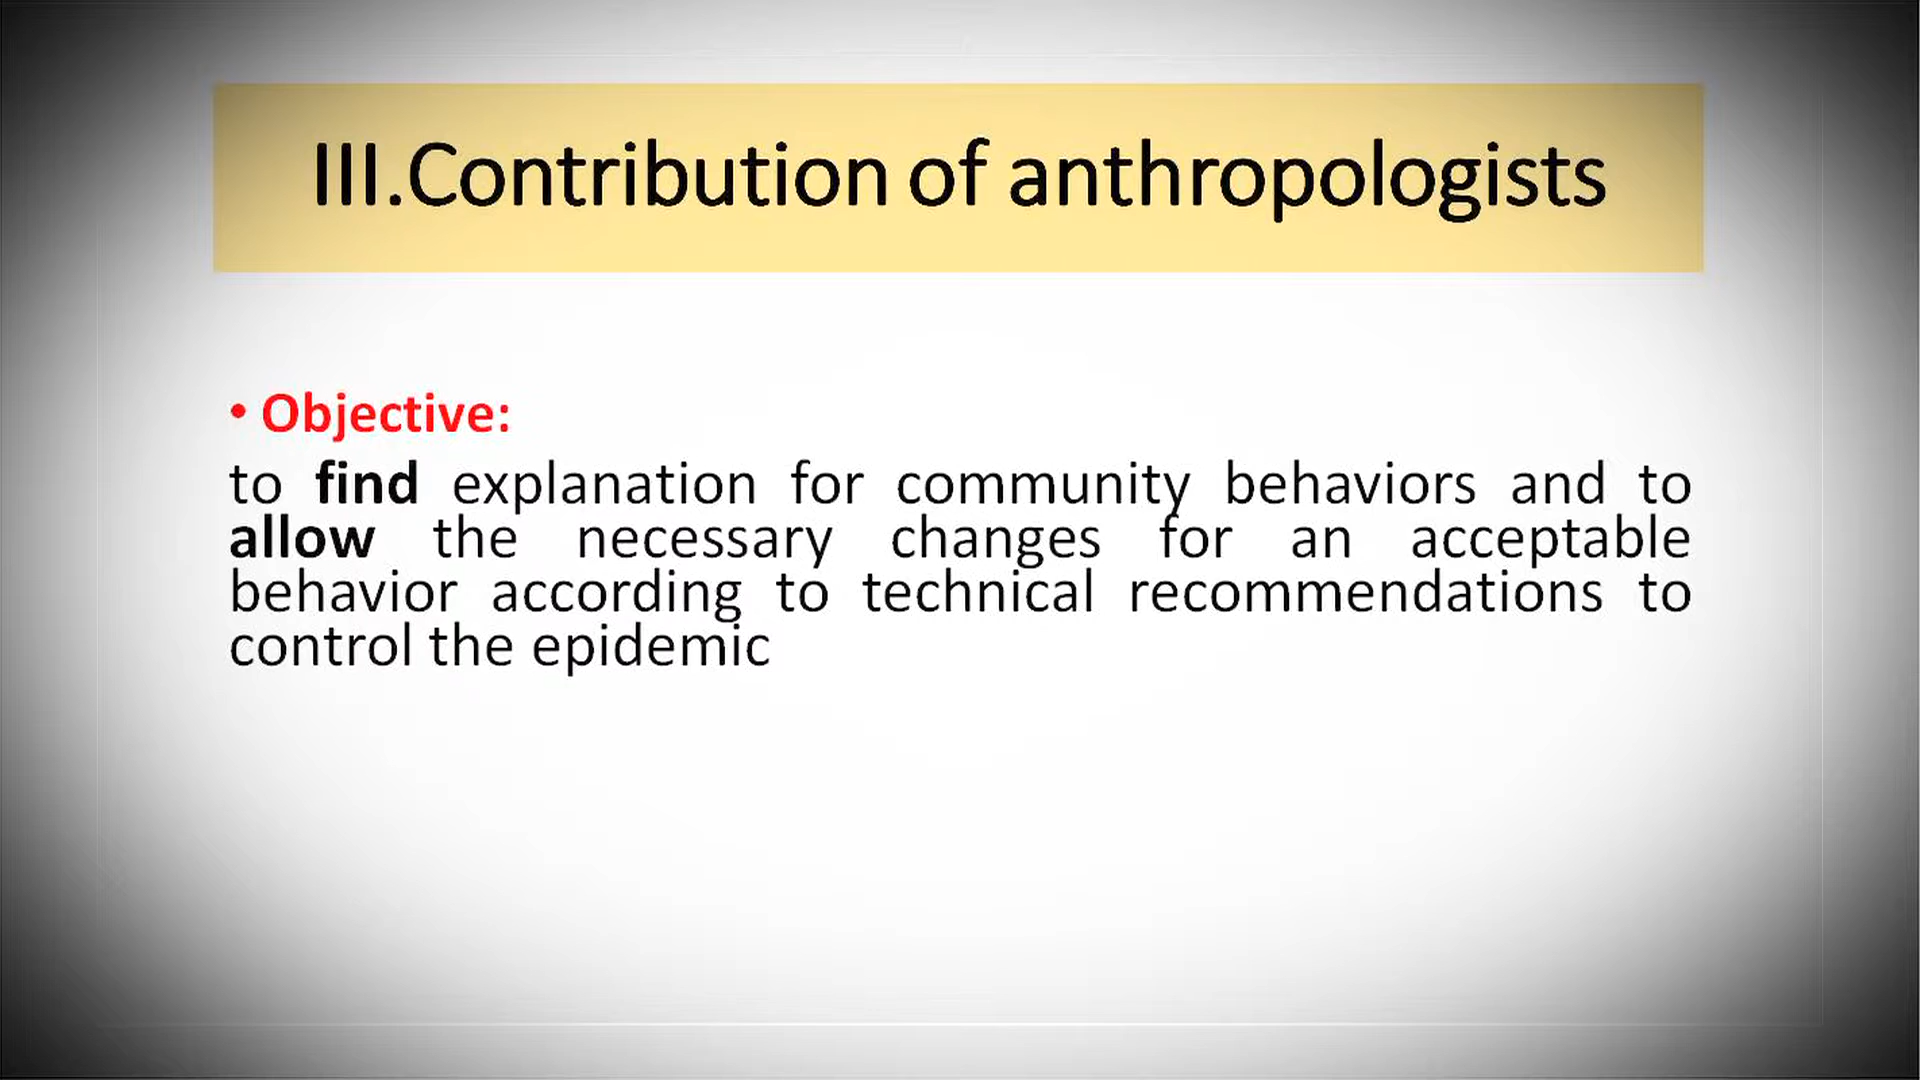 III.Contribution of anthropologists
• Objective:
to find explanation for community behaviors and to
allow the necessary changes for an acceptable
behavior according to technical recommendations to
control the epidemic